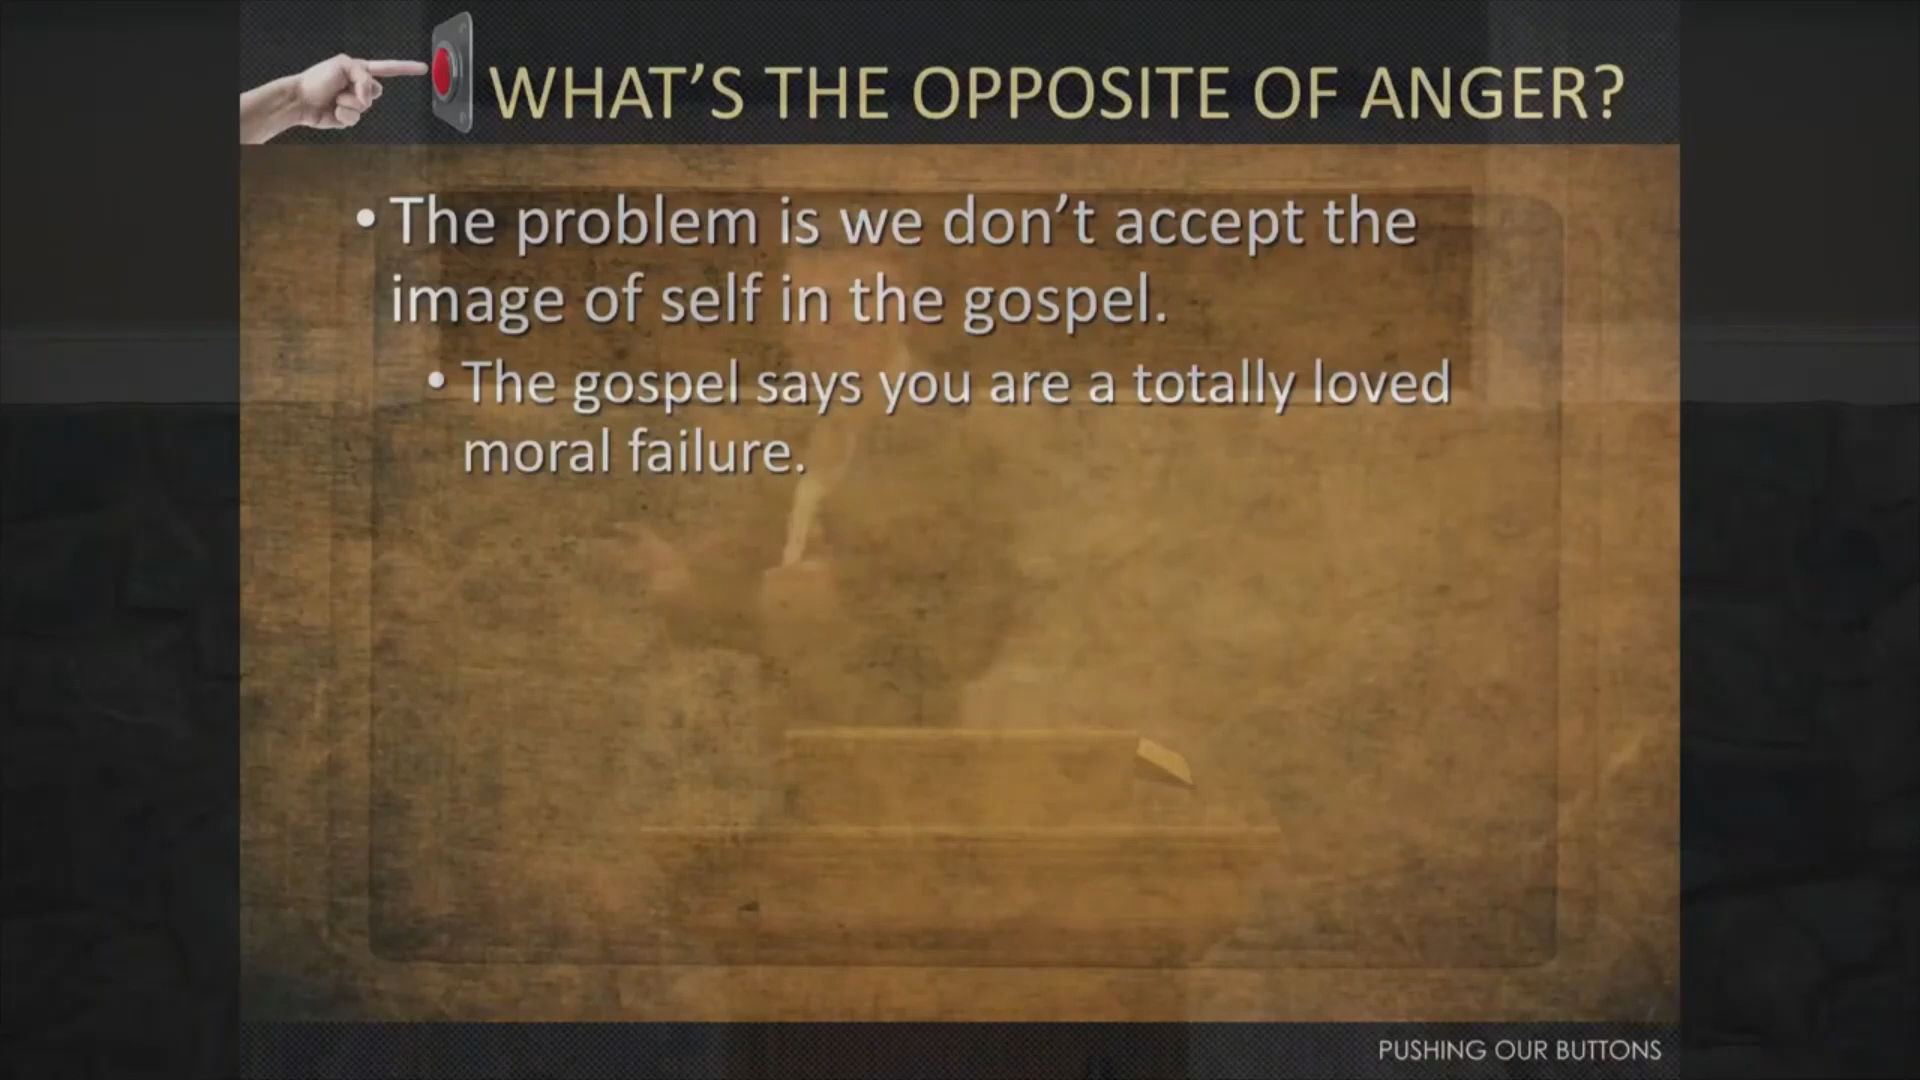 WHAT'S THE OPPOSITE OF ANGER?
• The problem is we don't accept the
image of self in the gospel.
• The gospel says you are a totally loved
moral failure.
PUSHING OUR BUTTONS